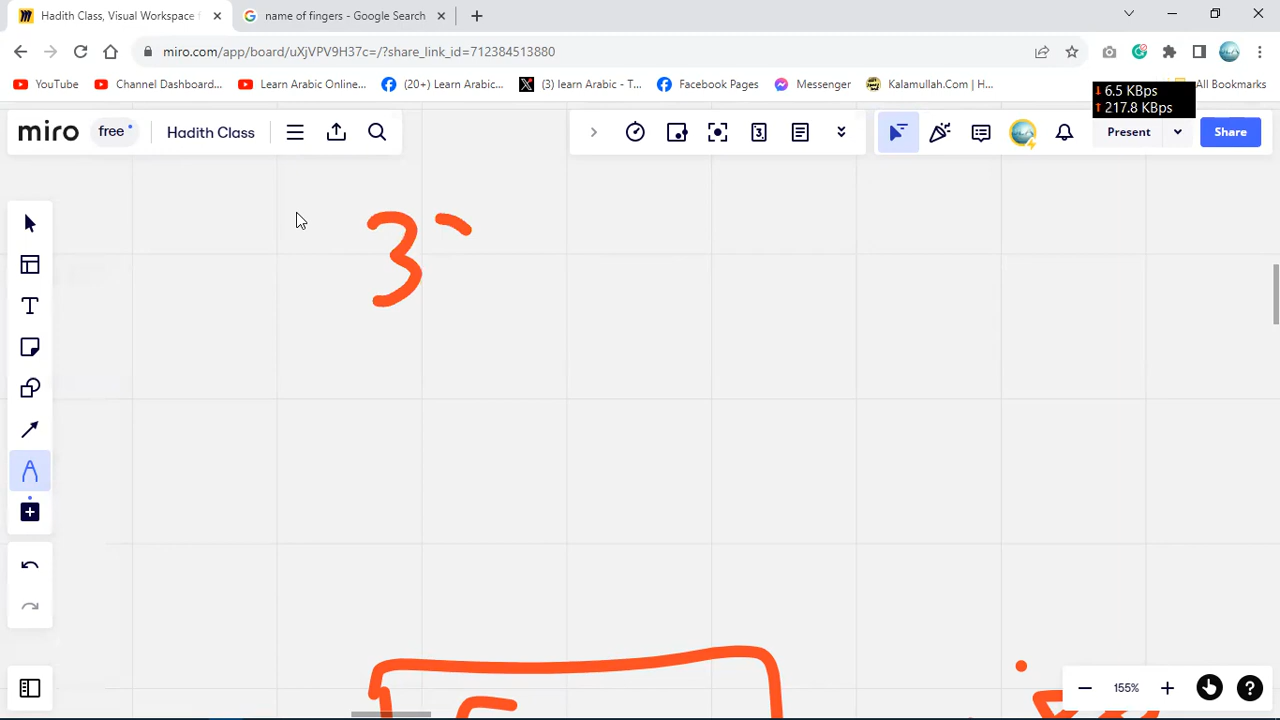 Hadith Class, Visual Workspace f
name of fingers - Google Search
miro.com/app/board/uXjVPV9H37c=/?share_link_id=712384513880
YouTube
Channel Dashboard...
Learn Arabic Online...
(20+) Learn Arabic...
(3) learn Arabic - T...
Facebook Pages
Messenger
Kalamullah.Com | H...
All Bookmarks
6.5 KBps
217.8 KBps
miro free Hadith Class
Present
Share
3
155%